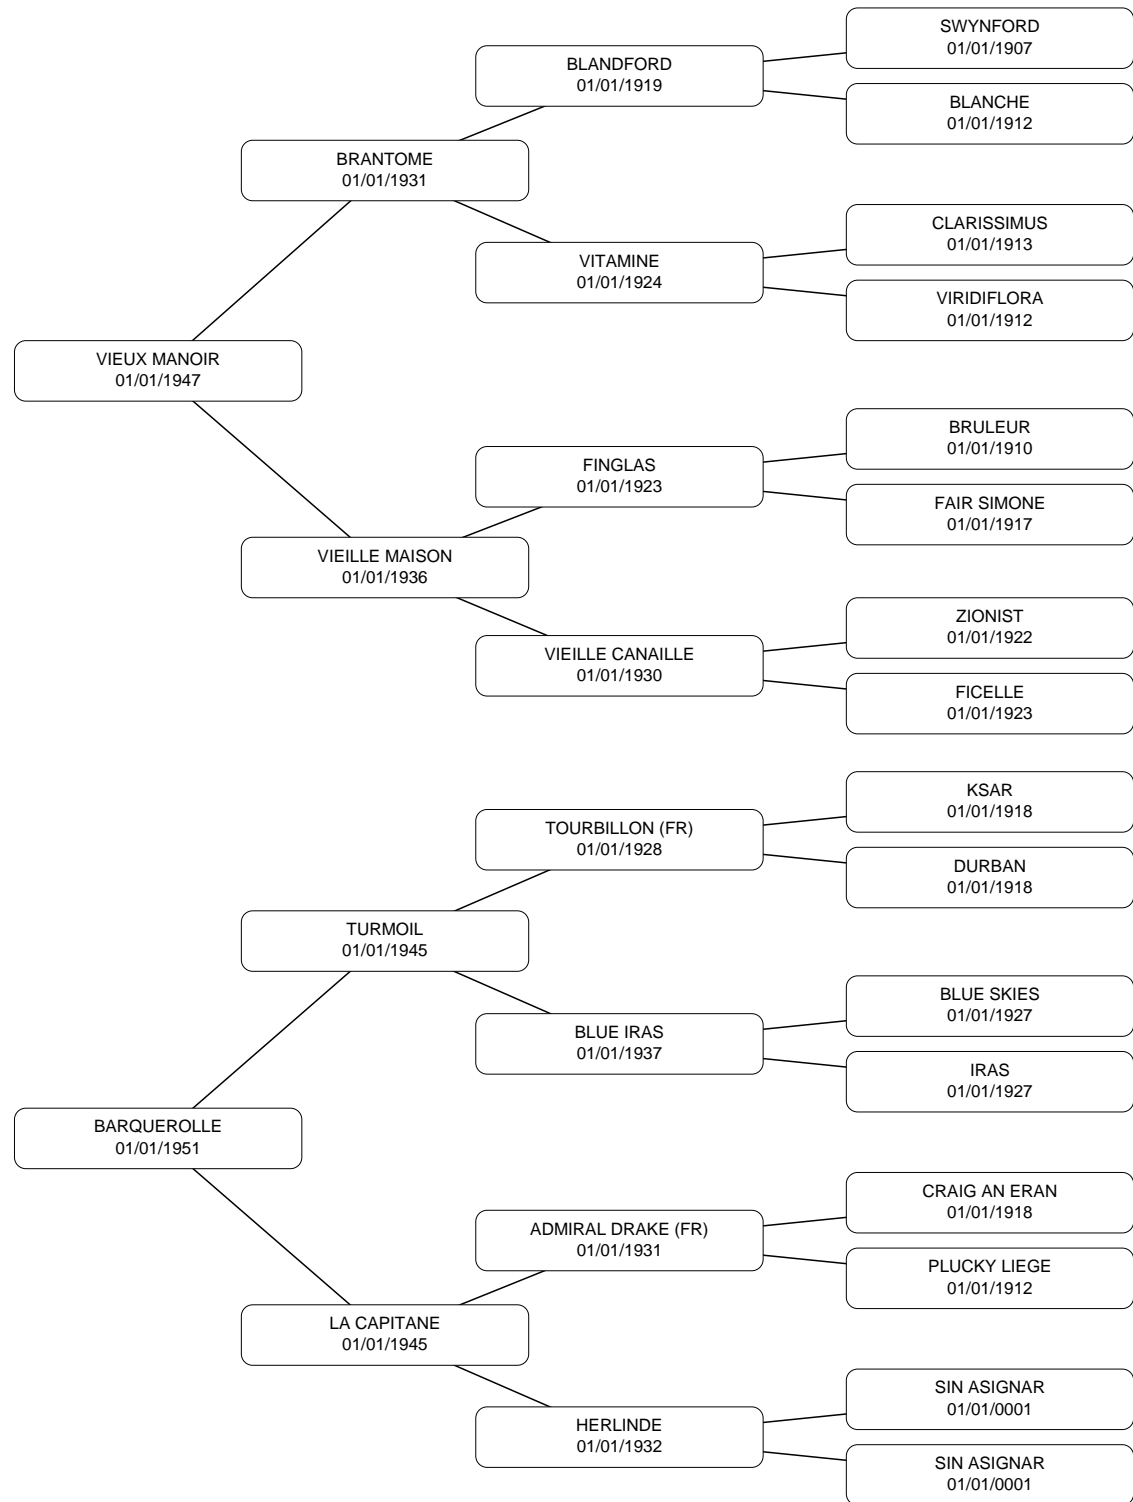 SWYNFORD
01/01/1907
BLANDFORD
01/01/1919
BLANCHE
01/01/1912
BRANTOME
01/01/1931
CLARISSIMUS
01/01/1913
VITAMINE
01/01/1924
VIRIDIFLORA
01/01/1912
VIEUX MANOIR
01/01/1947
BRULEUR
01/01/1910
FINGLAS
01/01/1923
FAIR SIMONE
01/01/1917
VIEILLE MAISON
01/01/1936
ZIONIST
01/01/1922
VIEILLE CANAILLE
01/01/1930
FICELLE
01/01/1923
KSAR
01/01/1918
TOURBILLON (FR)
01/01/1928
DURBAN
01/01/1918
TURMOIL
01/01/1945
BLUE SKIES
01/01/1927
BLUE IRAS
01/01/1937
IRAS
01/01/1927
BARQUEROLLE
01/01/1951
CRAIG AN ERAN
01/01/1918
ADMIRAL DRAKE (FR)
01/01/1931
PLUCKY LIEGE
01/01/1912
LA CAPITANE
01/01/1945
SIN ASIGNAR
01/01/0001
HERLINDE
01/01/1932
SIN ASIGNAR
01/01/0001